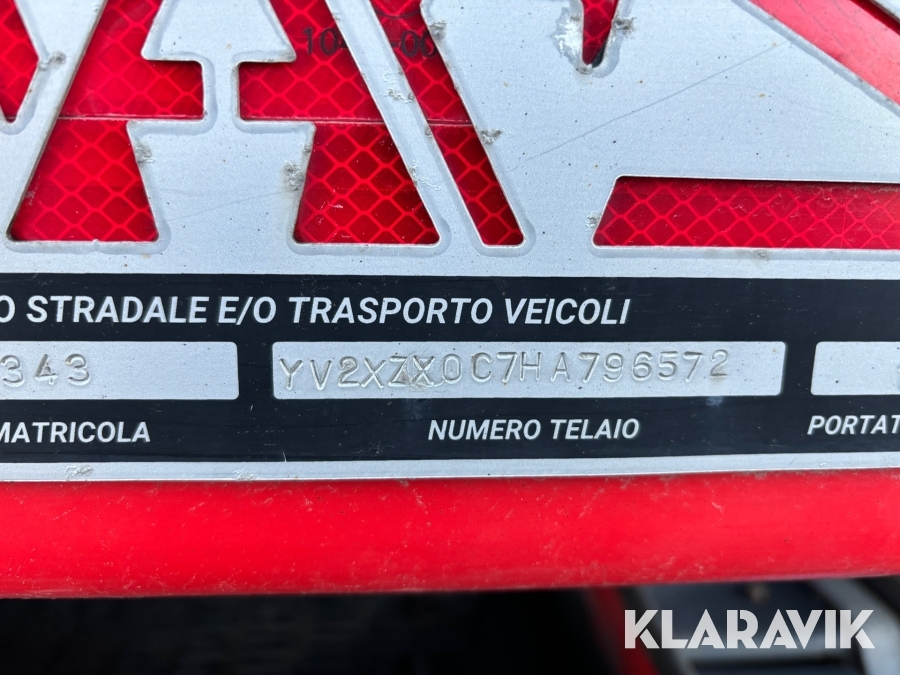 O STRADALE E/O TRASPORTO VEICOLI
343 YV2XZX0C7HA796572
MATRICOLA NUMERO TELAIO PORTAT
KLARAVIK